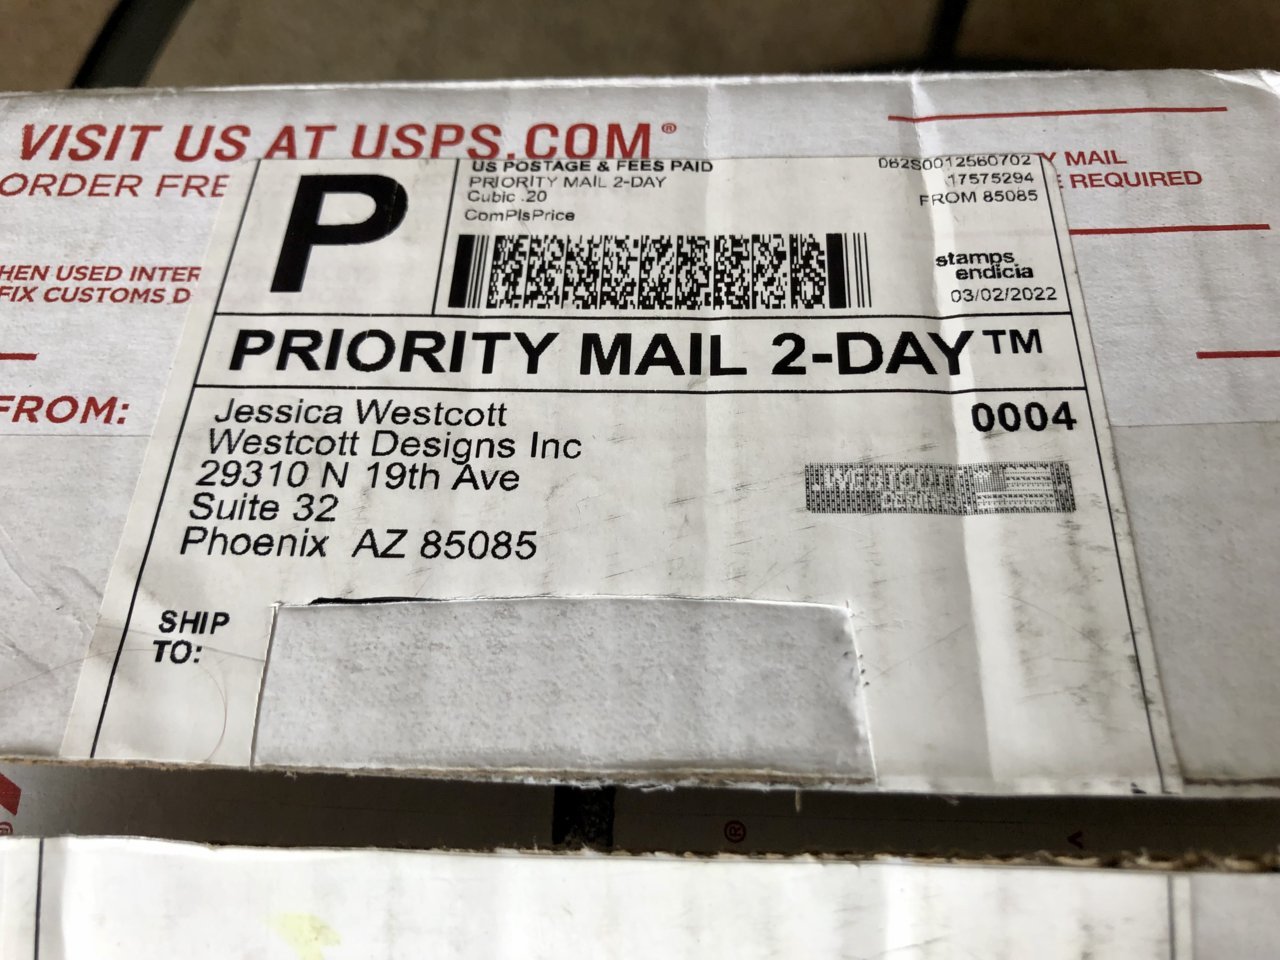 VISIT US AT USPS.COM®
ORDER FRE
Y MAIL
E REQUIRED
HEN USED INTER
FIX CUSTOMS D
FROM:
P
US POSTAGE & FEES PAID
PRIORITY MAIL 2-DAY
Cubic .20
ComPlsPrice
062S0012560702
17575294
FROM 85085
stamps
endicia
03/02/2022
PRIORITY MAIL 2-DAY™
Jessica Westcott
Westcott Designs Inc
29310 N 19th Ave
Suite 32
Phoenix AZ 85085
0004
WESTCOTT
DESIGNS
SHIP
TO:
®